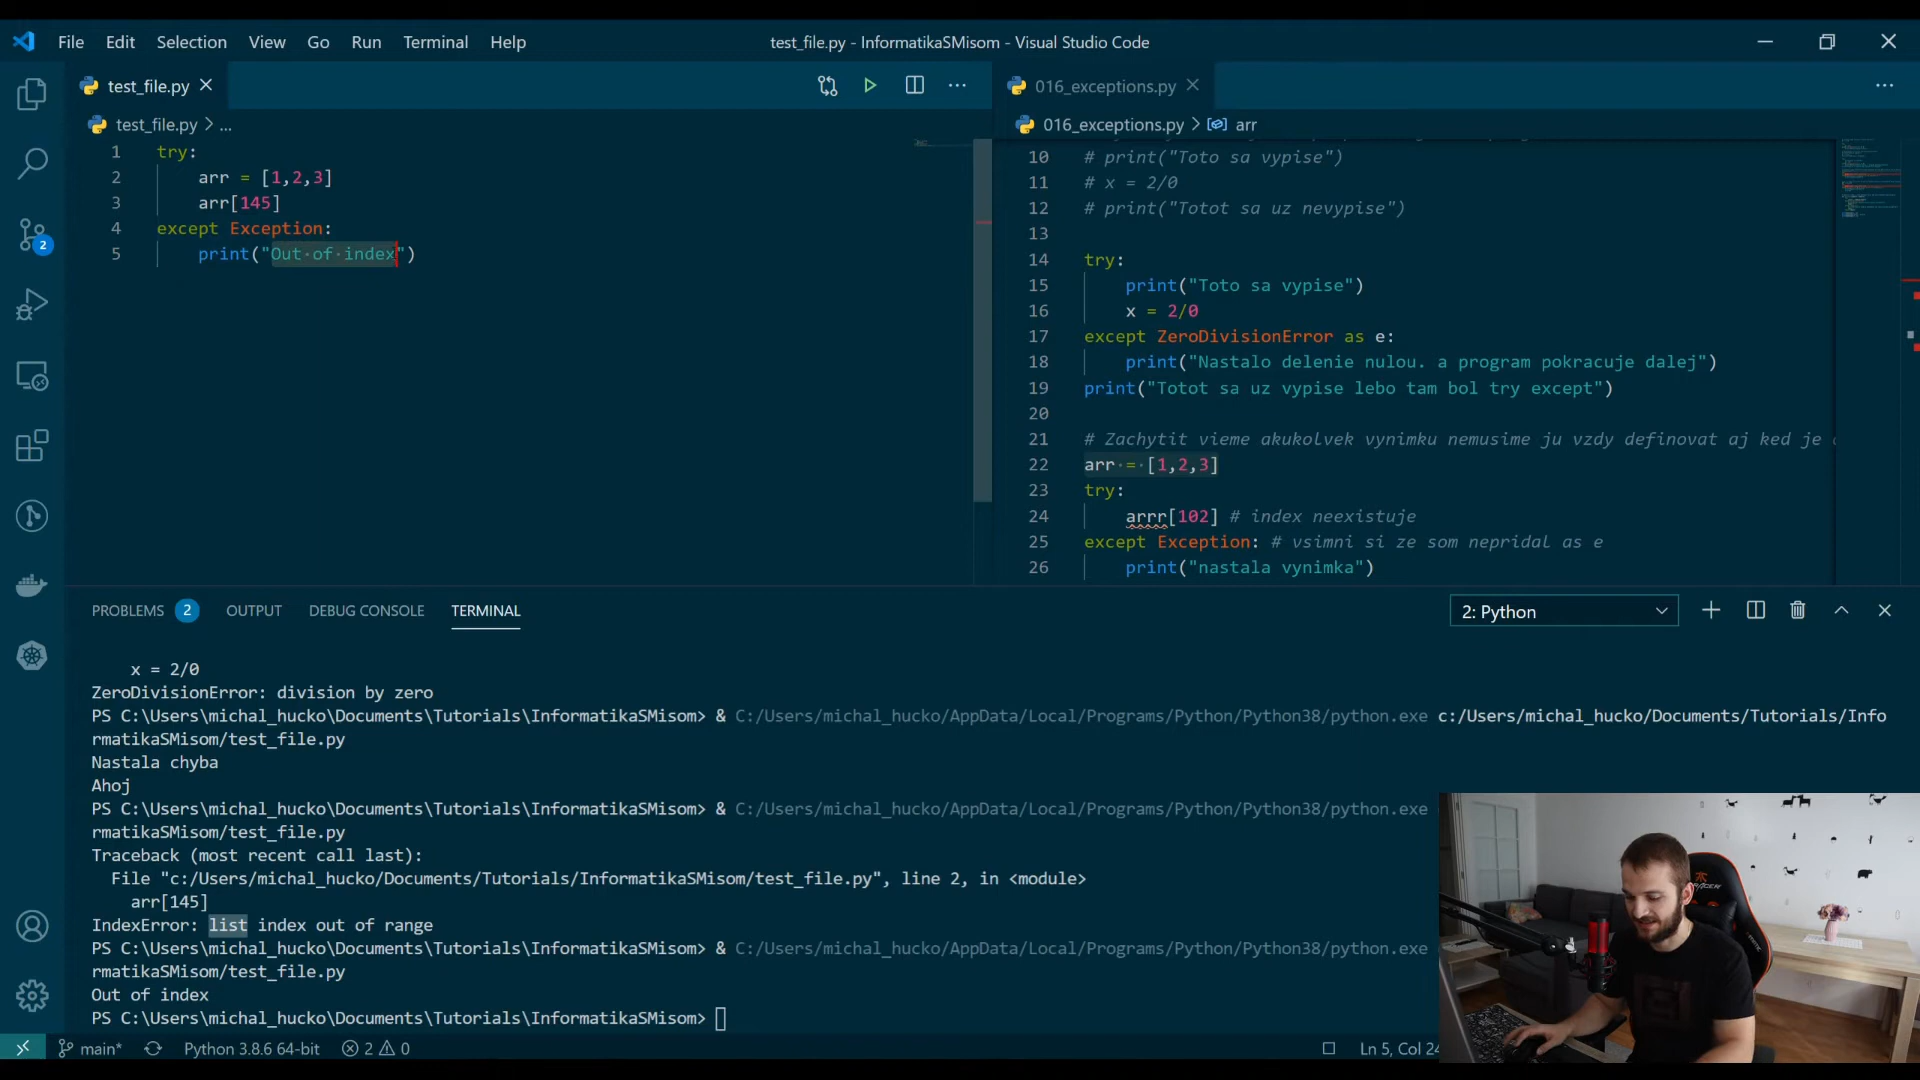 File Edit Selection View Go Run Terminal Help
test_file.py - InformatikaSMisom - Visual Studio Code
test_file.py
test_file.py > ...
1 try:
2 arr = [1,2,3]
3 arr[145]
4 except Exception:
5 print("Out of index")
016_exceptions.py
016_exceptions.py > arr
10 # print("Toto sa vypise")
11 # x = 2/0
12 # print("Totot sa uz nevypise")
13
14 try:
15 print("Toto sa vypise")
16 x = 2/0
17 except ZeroDivisionError as e:
18 print("Nastalo delenie nulou. a program pokracuje dalej")
19 print("Totot sa uz vypise lebo tam bol try except")
20
21 # Zachytit vieme akukolvek vynimku nemusime ju vzdy definovat aj ked je
22 arr = [1,2,3]
23 try:
24 arrr[102] # index neexistuje
25 except Exception: # vsimni si ze som nepridal as e
26 print("nastala vynimka")
PROBLEMS 2 OUTPUT DEBUG CONSOLE TERMINAL
2: Python
x = 2/0
ZeroDivisionError: division by zero
PS C:\Users\michal_hucko\Documents\Tutorials\InformatikaSMisom> & C:/Users/michal_hucko/AppData/Local/Programs/Python/Python38/python.exe c:/Users/michal_hucko/Documents/Tutorials/Info
rmatikaSMisom/test_file.py
Nastala chyba
Ahoj
PS C:\Users\michal_hucko\Documents\Tutorials\InformatikaSMisom> & C:/Users/michal_hucko/AppData/Local/Programs/Python/Python38/python.exe
rmatikaSMisom/test_file.py
Traceback (most recent call last):
File "c:/Users/michal_hucko/Documents/Tutorials/InformatikaSMisom/test_file.py", line 2, in <module>
arr[145]
IndexError: list index out of range
PS C:\Users\michal_hucko\Documents\Tutorials\InformatikaSMisom> & C:/Users/michal_hucko/AppData/Local/Programs/Python/Python38/python.exe
rmatikaSMisom/test_file.py
Out of index
PS C:\Users\michal_hucko\Documents\Tutorials\InformatikaSMisom>
2
main* Python 3.8.6 64-bit 2 0 Ln 5, Col 24